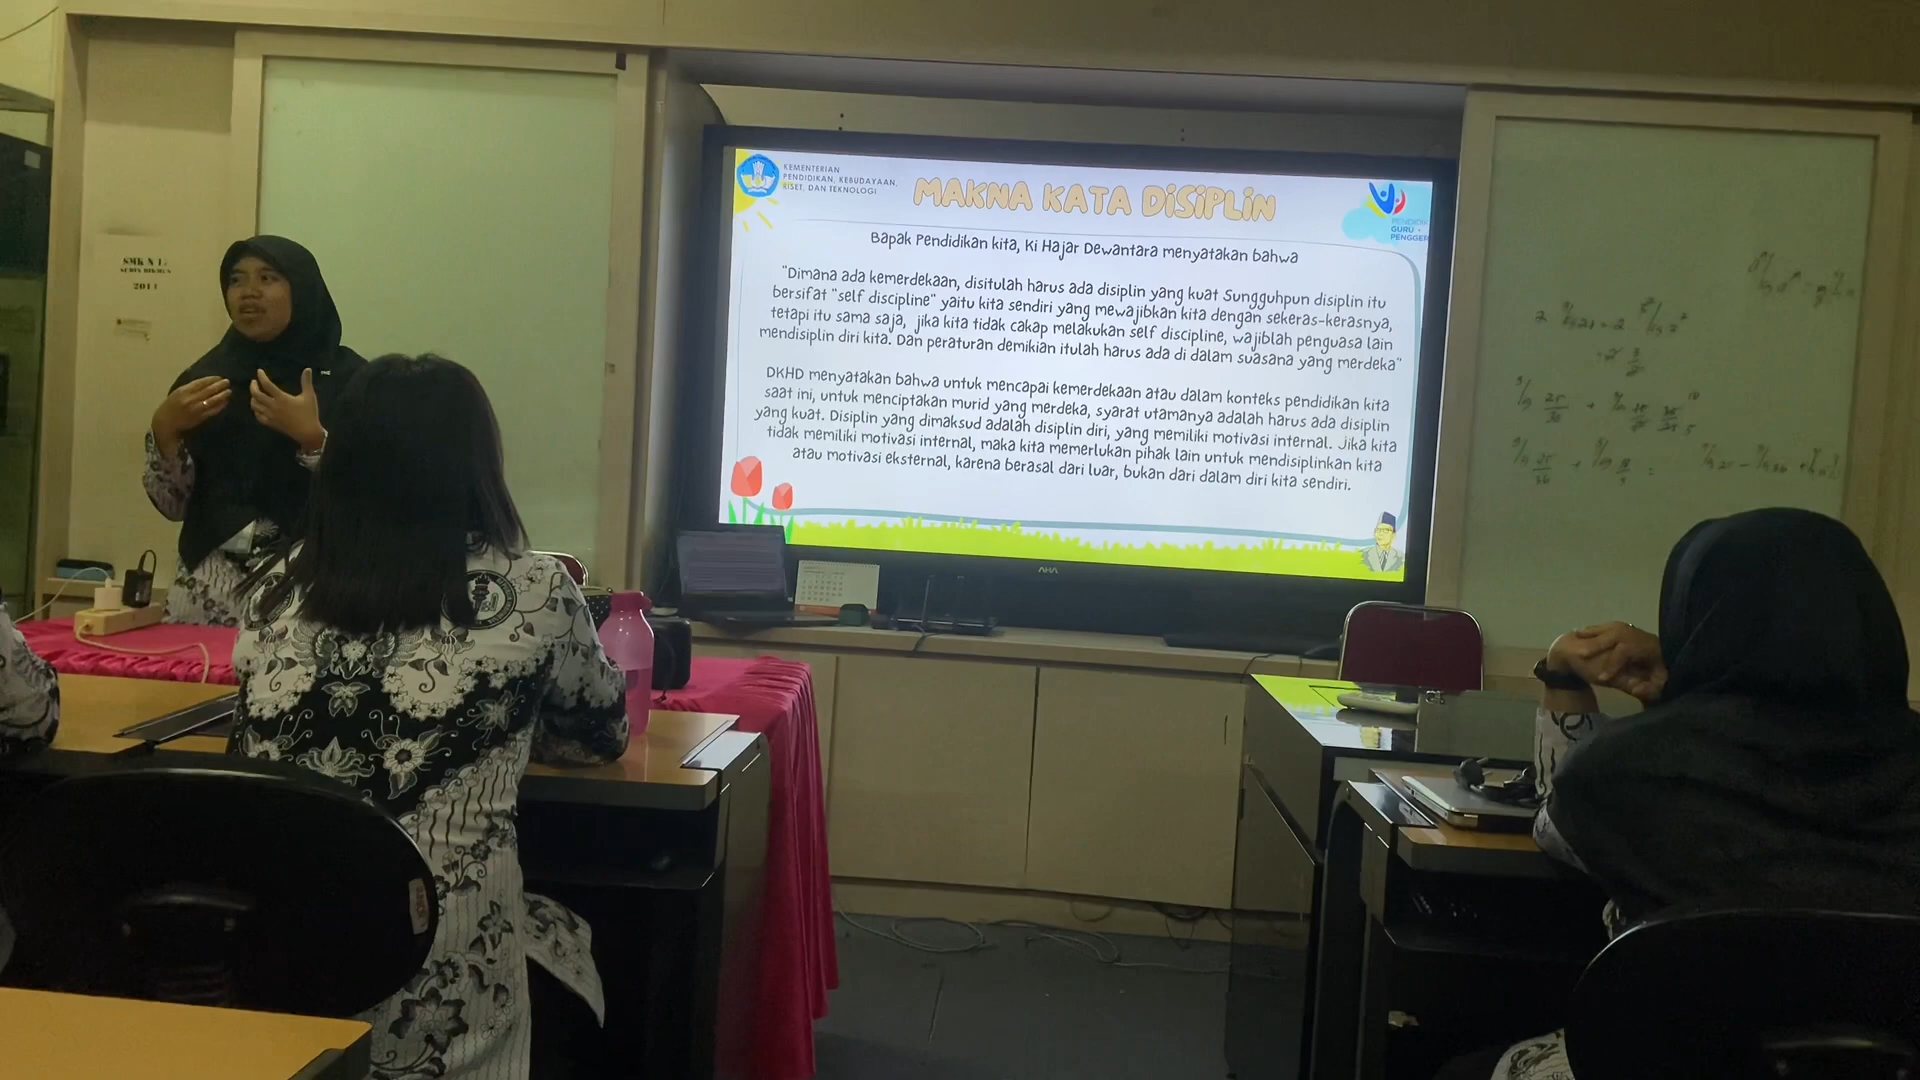 KEMENTERIAN
PENDIDIKAN, KEBUDAYAAN,
RISET, DAN TEKNOLOGI
MAKNA KATA DISIPLIN
GURU
PENGGER
Bapak Pendidikan kita, Ki Hajar Dewantara menyatakan bahwa
"Dimana ada kemerdekaan, disitulah harus ada disiplin yang kuat Sungguhpun disiplin itu
bersifat "self discipline" yaitu kita sendiri yang mewajibkan kita dengan sekeras-kerasnya,
tetapi itu sama saja, jika kita tidak cakap melakukan self discipline, wajiblah penguasa lain
mendisiplin diri kita. Dan peraturan demikian itulah harus ada di dalam suasana yang merdeka"
DKHD menyatakan bahwa untuk mencapai kemerdekaan atau dalam konteks pendidikan kita
saat ini, untuk menciptakan murid yang merdeka, syarat utamanya adalah harus ada disiplin
yang kuat. Disiplin yang dimaksud adalah disiplin diri, yang memiliki motivasi internal. Jika kita
tidak memiliki motivasi internal, maka kita memerlukan pihak lain untuk mendisiplinkan kita
atau motivasi eksternal, karena berasal dari luar, bukan dari dalam diri kita sendiri.
SMK N